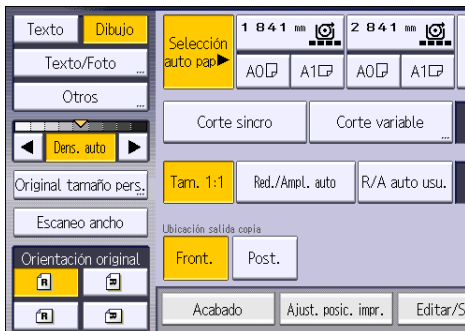 Texto Dibujo
Texto/Foto ...
Otros ...
Dens. auto
Original tamaño pers.
Escaneo ancho
Orientación original
R R
R R
Selección
auto pap►
1 841 mm
2 841 mm
A0 A1 A0 A1
Corte sincro
Corte variable ...
Tam. 1:1
Red./Ampl. auto
R/A auto usu.
Ubicación salida copia
Front.
Post.
Acabado
Ajust. posic. impr.
Editar/S